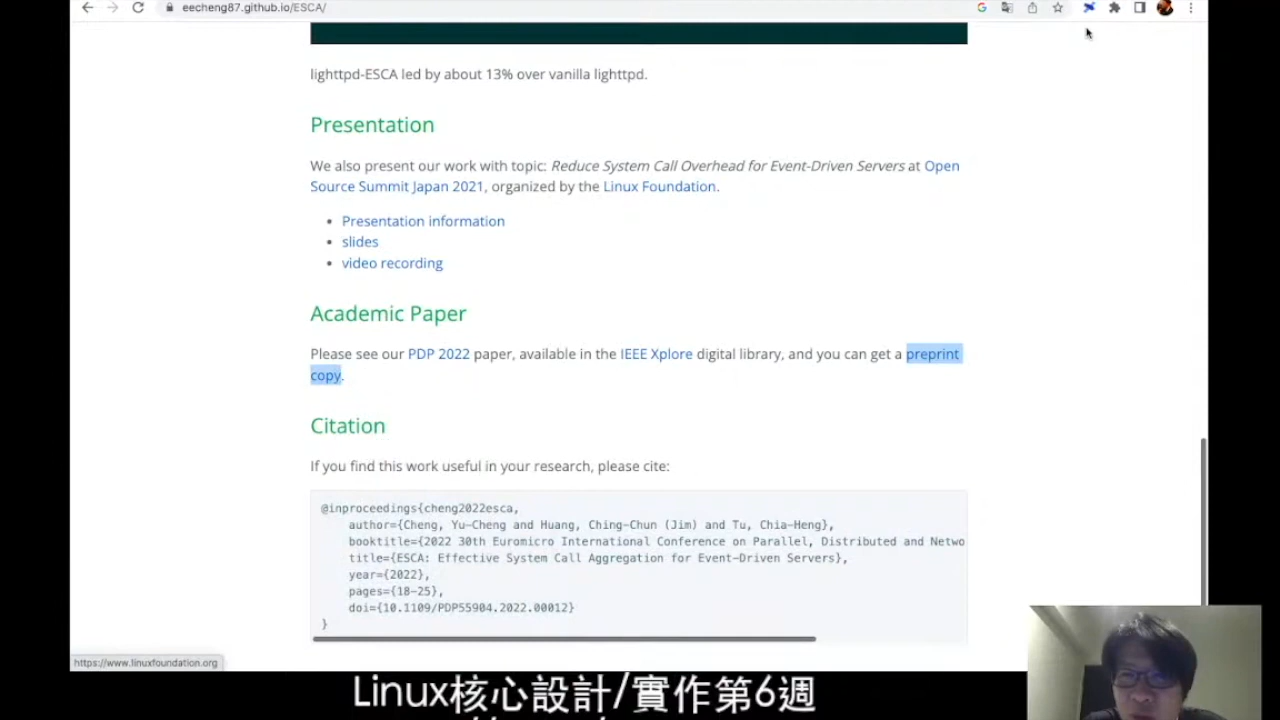 eecheng87.github.io/ESCA/
lighttpd-ESCA led by about 13% over vanilla lighttpd.
Presentation
We also present our work with topic: Reduce System Call Overhead for Event-Driven Servers at Open
Source Summit Japan 2021, organized by the Linux Foundation.
• Presentation information
• slides
• video recording
Academic Paper
Please see our PDP 2022 paper, available in the IEEE Xplore digital library, and you can get a preprint
copy.
Citation
If you find this work useful in your research, please cite:
@inproceedings{cheng2022esca,
author={Cheng, Yu-Cheng and Huang, Ching-Chun (Jim) and Tu, Chia-Heng},
booktitle={2022 30th Euromicro International Conference on Parallel, Distributed and Netwo
title={ESCA: Effective System Call Aggregation for Event-Driven Servers},
year={2022},
pages={18-25},
doi={10.1109/PDP55904.2022.00012}
}
https://www.linuxfoundation.org
Linux核心設計/實作第6週